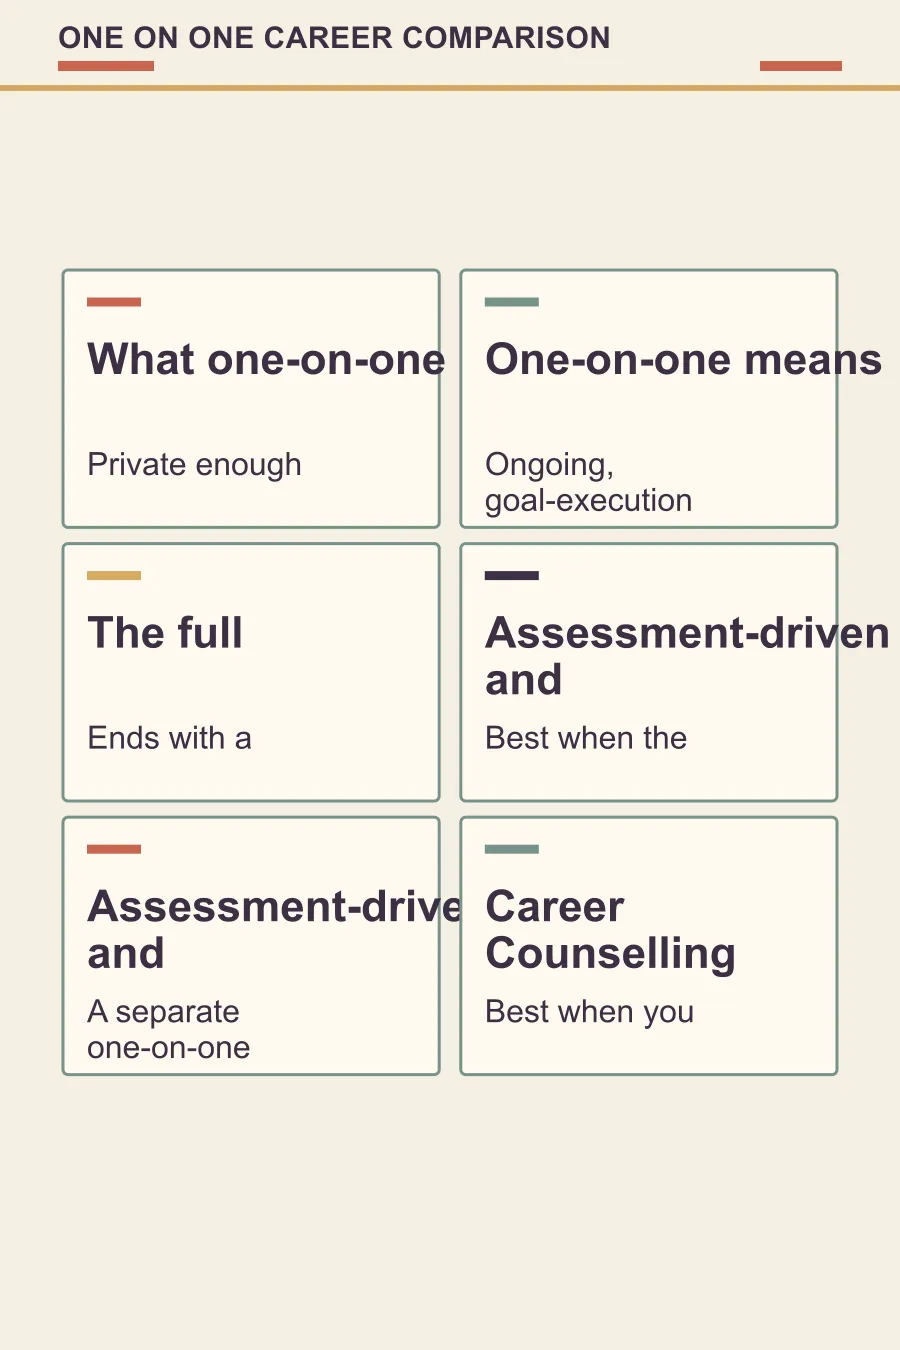 ONE ON ONE CAREER COMPARISON
What one-on-one
Private enough
One-on-one means
Ongoing,
goal-execution
The full
Ends with a
Assessment-driven
and
Best when the
Assessment-drive
and
A separate
one-on-one
Career
Counselling
Best when you